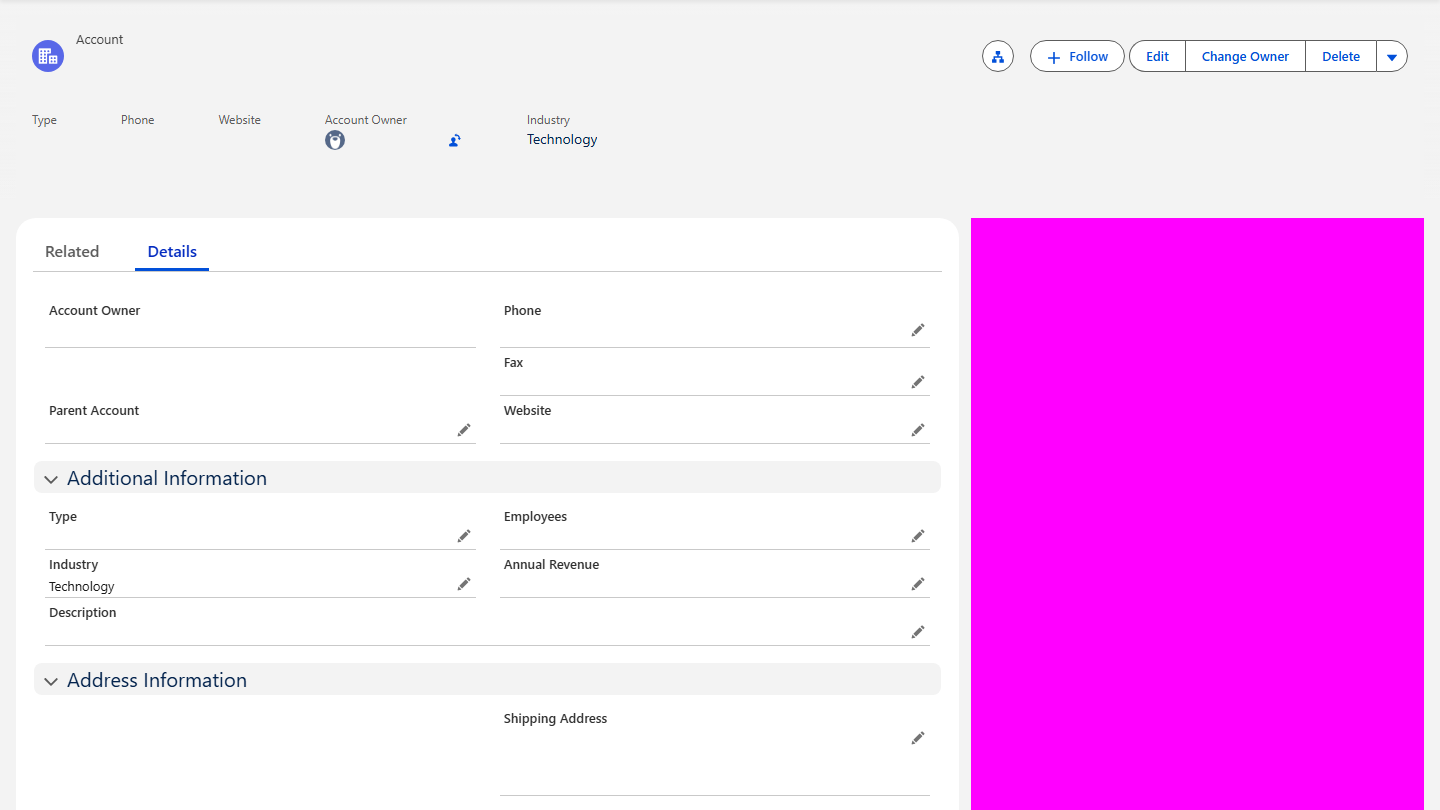 Account
Follow
Edit
Change Owner
Delete
Type
Phone
Website
Account Owner
Industry
Technology
Related
Details
Account Owner
Phone
Fax
Parent Account
Website
Additional Information
Type
Employees
Industry
Technology
Annual Revenue
Description
Address Information
Shipping Address